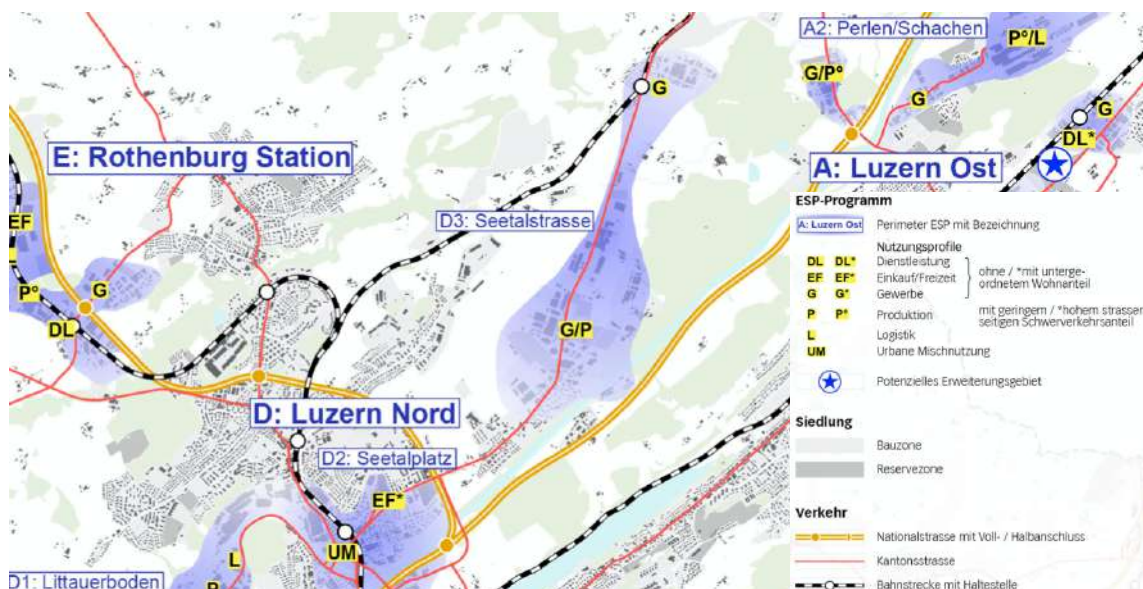 A2: Perlen/Schachen
P°/L
G/P°
G
G
DL*
A: Luzern Ost
G
E: Rothenburg Station
D3: Seetalstrasse
EF
L
G
P°
DL
G/P
D: Luzern Nord
D2: Seetalplatz
EF*
UM
L
P
D1: Littauerboden
ESP-Programm
A: Luzern Ost Perimeter ESP mit Bezeichnung
Nutzungsprofile
DL DL* Dienstleistung
EF EF* Einkauf/Freizeit
G G* Gewerbe
ohne / *mit unterge-
ordnetem Wohnanteil
P P* Produktion
mit geringem / *hohem strassen
seitigen Schwerverkehrsanteil
L Logistik
UM Urbane Mischnutzung
Potenzielles Erweiterungsgebiet
Siedlung
Bauzone
Reservezone
Verkehr
Nationalstrasse mit Voll- / Halbanschluss
Kantonsstrasse
Bahnstrecke mit Haltestelle